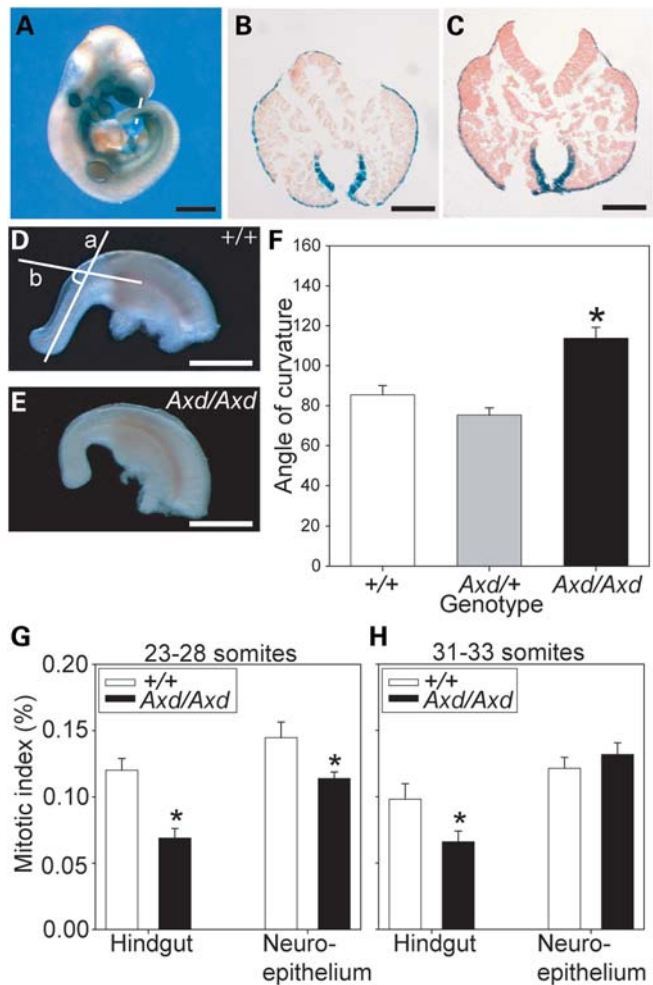 A
B
C
D
a
b
+/+
E
Axd/Axd
F
160
140
120
100
80
60
40
20
0
Angle of curvature
*
+/+
Axd/+
Axd/Axd
Genotype
G
23-28 somites
+/+
Axd/Axd
0.20
0.15
0.10
0.05
0.00
Mitotic index (%)
*
*
Hindgut
Neuro-
epithelium
H
31-33 somites
+/+
Axd/Axd
*
Hindgut
Neuro-
epithelium